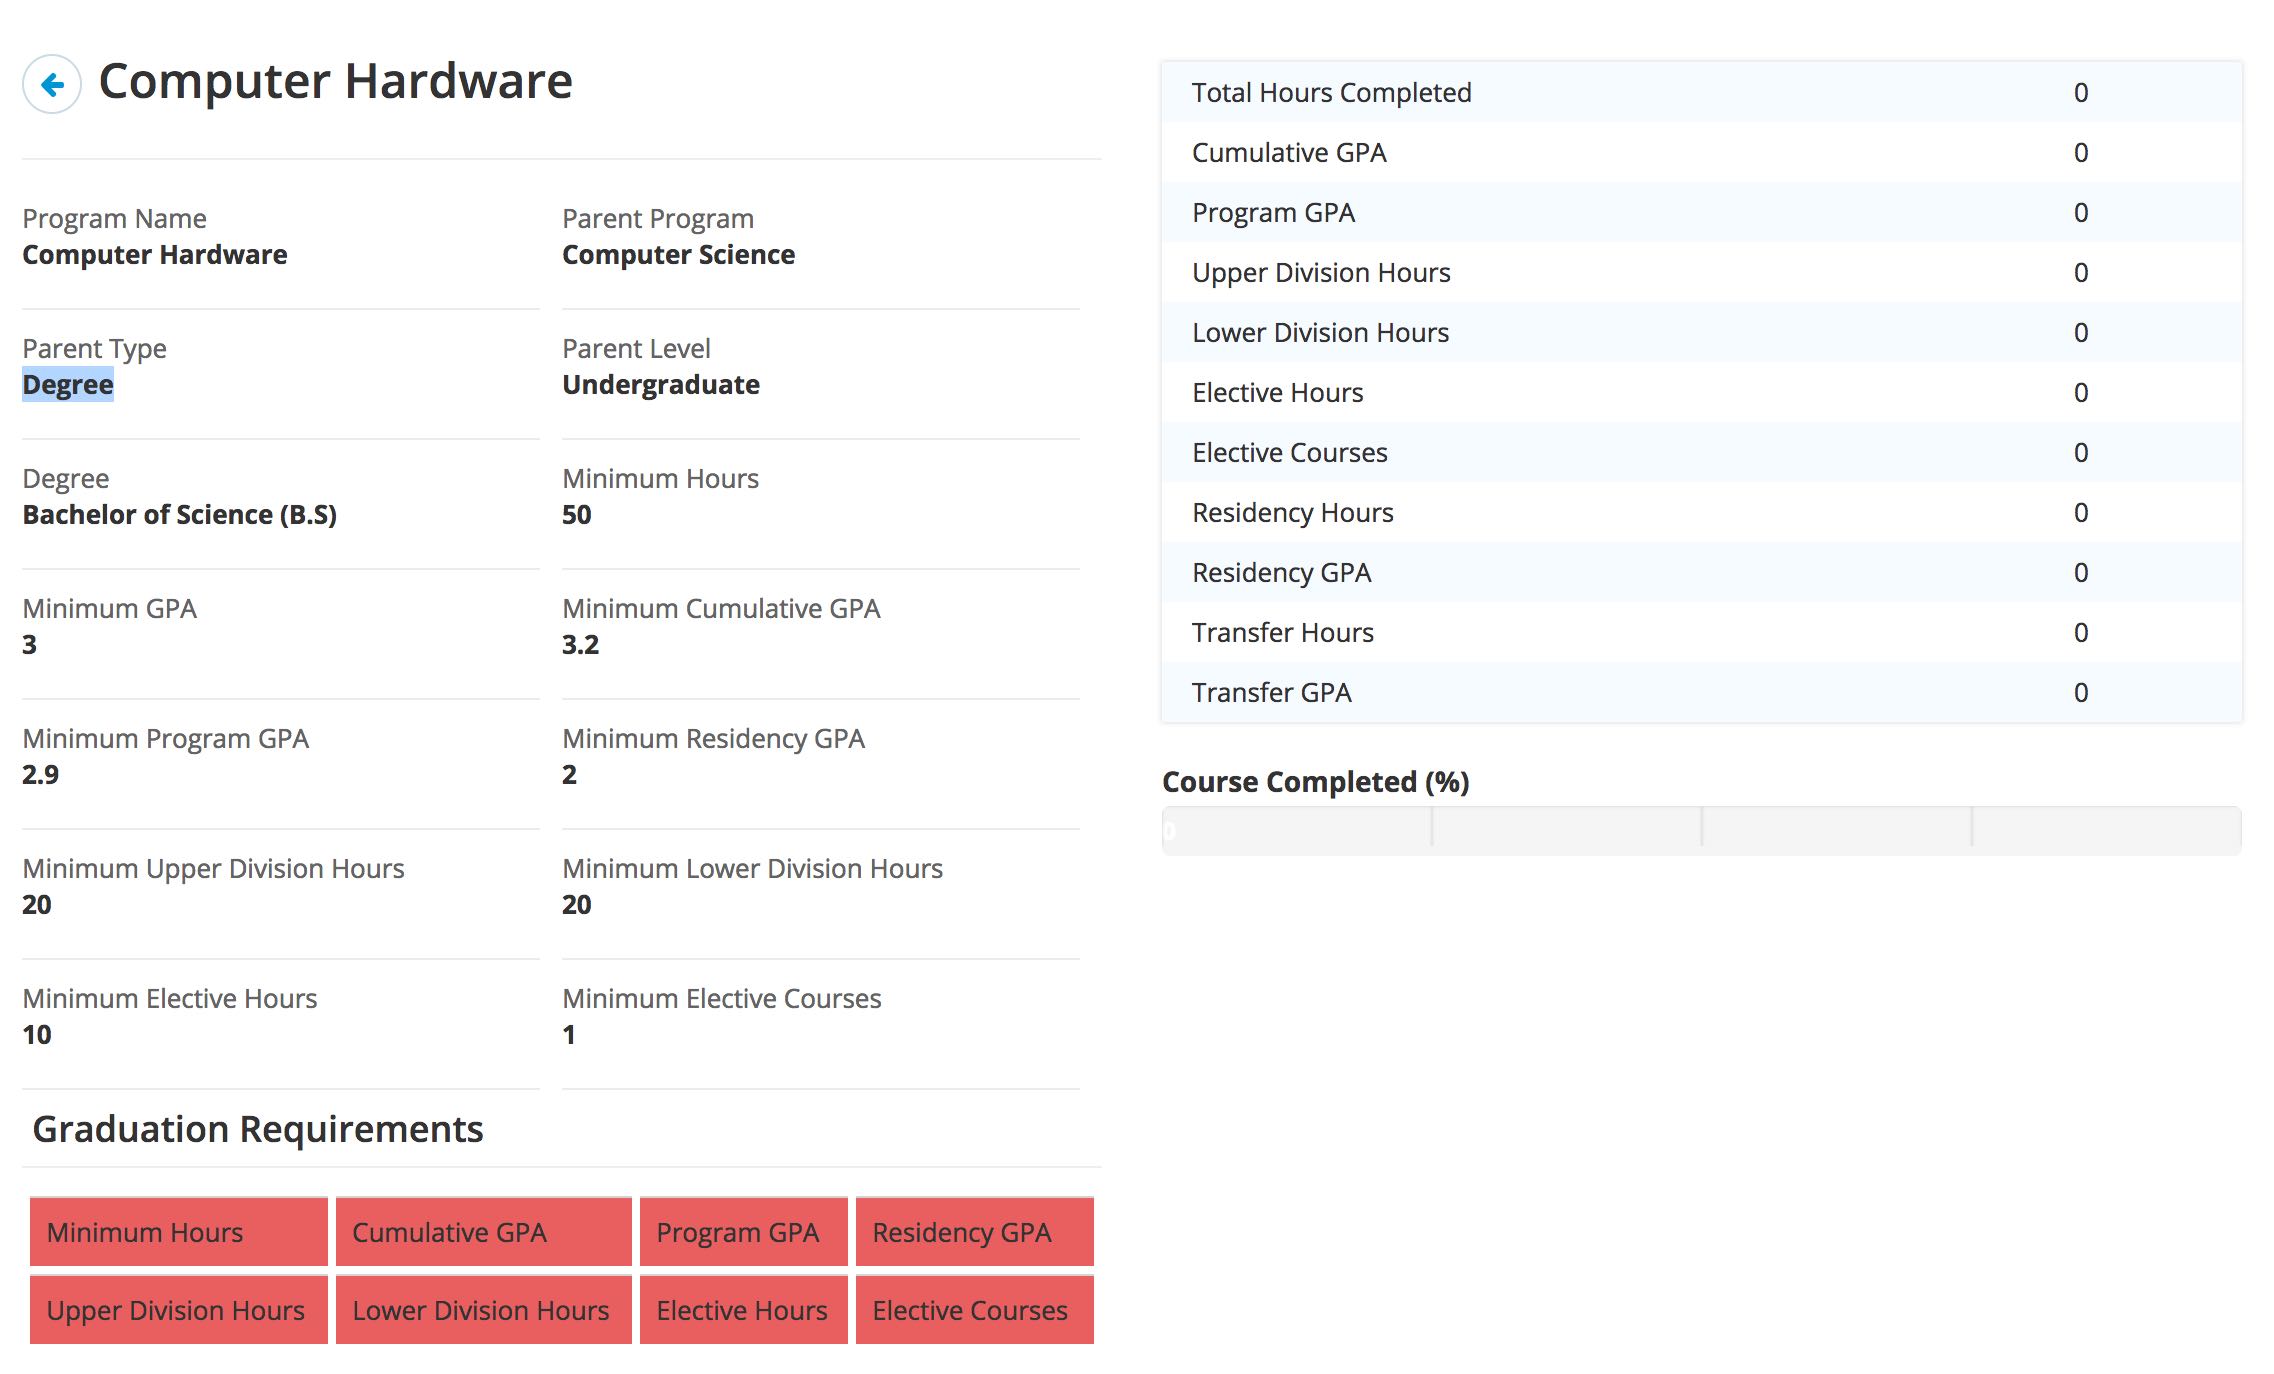 Computer Hardware
Program Name
Computer Hardware
Parent Program
Computer Science
Parent Type
Degree
Parent Level
Undergraduate
Degree
Bachelor of Science (B.S)
Minimum Hours
50
Minimum GPA
3
Minimum Cumulative GPA
3.2
Minimum Program GPA
2.9
Minimum Residency GPA
2
Minimum Upper Division Hours
20
Minimum Lower Division Hours
20
Minimum Elective Hours
10
Minimum Elective Courses
1
Graduation Requirements
Minimum Hours
Cumulative GPA
Program GPA
Residency GPA
Upper Division Hours
Lower Division Hours
Elective Hours
Elective Courses
Total Hours Completed 0
Cumulative GPA 0
Program GPA 0
Upper Division Hours 0
Lower Division Hours 0
Elective Hours 0
Elective Courses 0
Residency Hours 0
Residency GPA 0
Transfer Hours 0
Transfer GPA 0
Course Completed (%)
0